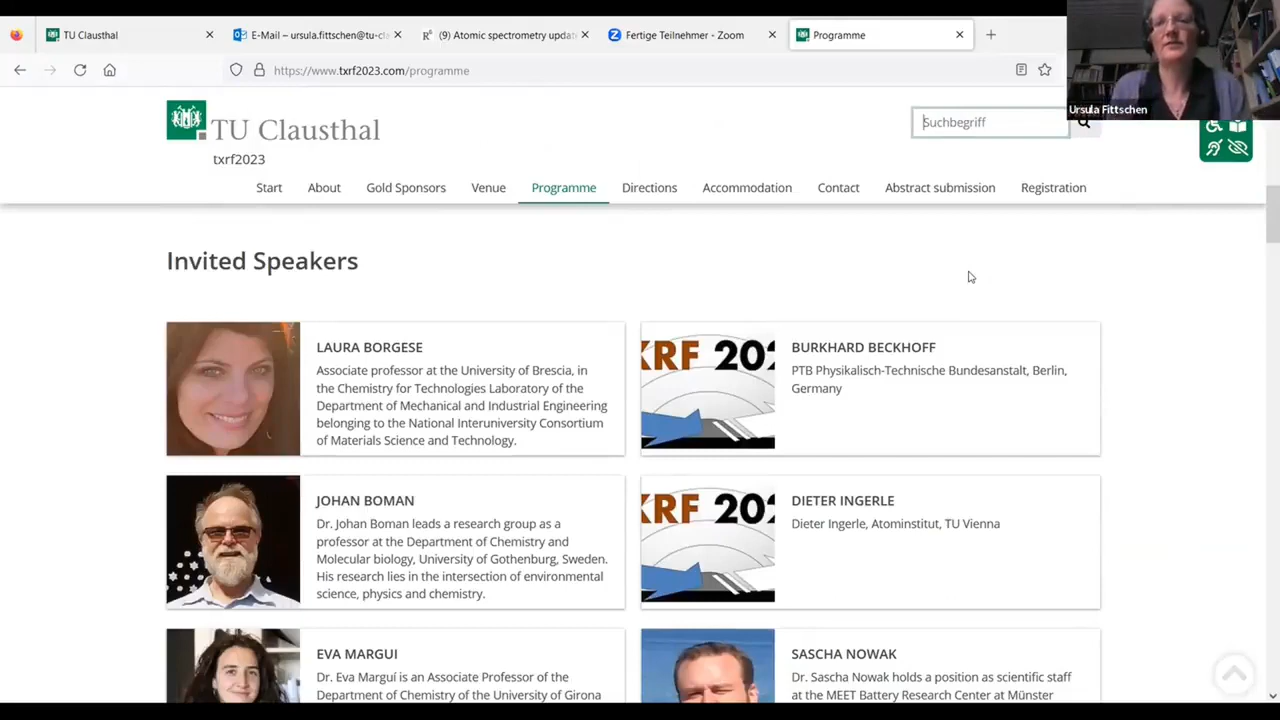 TU Clausthal
E-Mail – ursula.fittschen@tu-cl
(9) Atomic spectrometry updat
Fertige Teilnehmer - Zoom
Programme
https://www.txrf2023.com/programme
Ursula Fittschen
TU Clausthal
txrf2023
Suchbegriff
Start
About
Gold Sponsors
Venue
Programme
Directions
Accommodation
Contact
Abstract submission
Registration
Invited Speakers
LAURA BORGESE
Associate professor at the University of Brescia, in
the Chemistry for Technologies Laboratory of the
Department of Mechanical and Industrial Engineering
belonging to the National Interuniversity Consortium
of Materials Science and Technology.
XRF 202
BURKHARD BECKHOFF
PTB Physikalisch-Technische Bundesanstalt, Berlin,
Germany
JOHAN BOMAN
Dr. Johan Boman leads a research group as a
professor at the Department of Chemistry and
Molecular biology, University of Gothenburg, Sweden.
His research lies in the intersection of environmental
science, physics and chemistry.
XRF 202
DIETER INGERLE
Dieter Ingerle, Atominstitut, TU Vienna
EVA MARGUI
Dr. Eva Marguí is an Associate Professor of the
Department of Chemistry of the University of Girona
SASCHA NOWAK
Dr. Sascha Nowak holds a position as scientific staff
at the MEET Battery Research Center at Münster